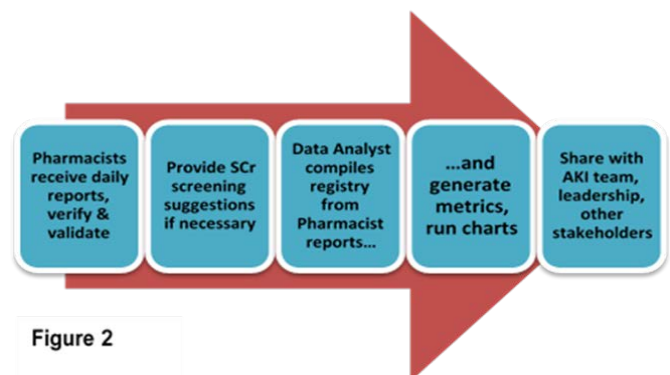 Pharmacists
receive daily
reports,
verify &
validate
Provide SCr
screening
suggestions
if necessary
Data Analyst
compiles
registry
from
Pharmacist
reports...
...and
generate
metrics,
run charts
Share with
AKI team,
leadership,
other
stakeholders
Figure 2